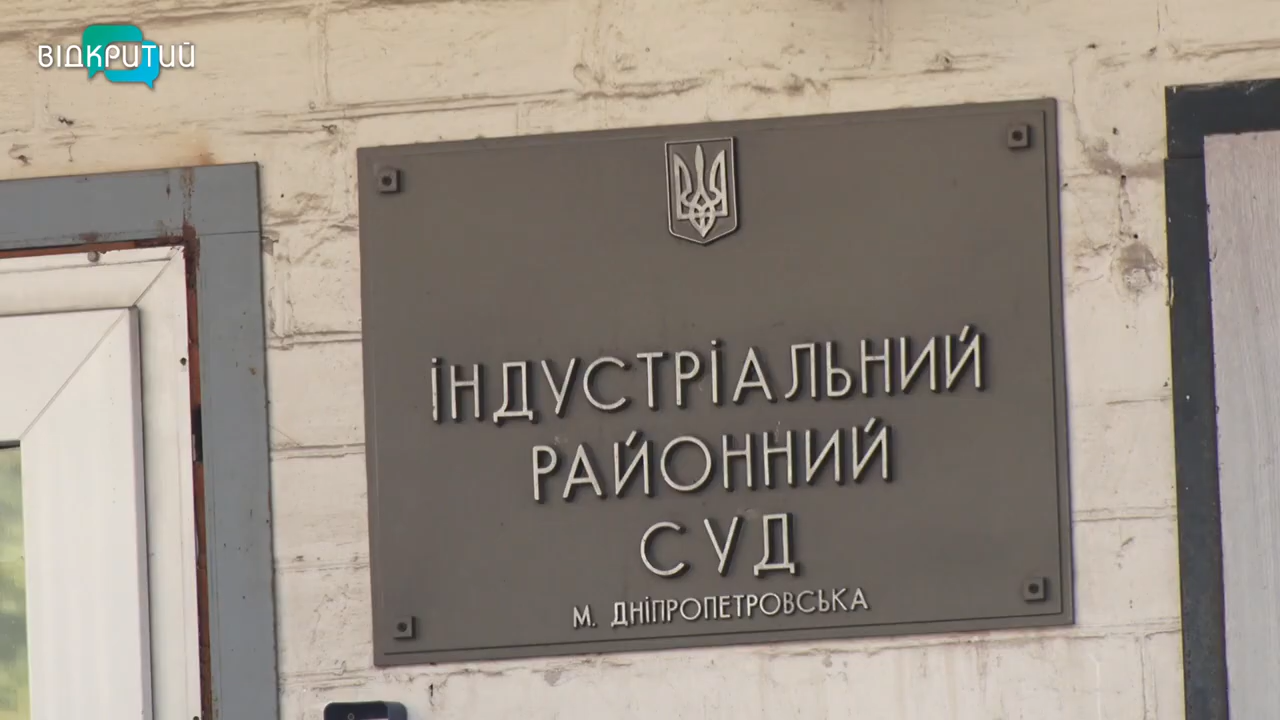 ВІДКРИТИЙ
ІНДУСТРІАЛЬНИЙ
РАЙОННИЙ
СУД
М. ДНІПРОПЕТРОВСЬКА